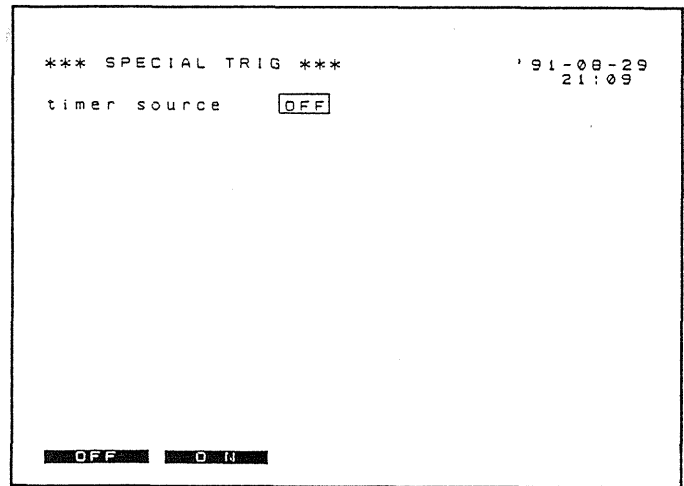 *** SPECIAL TRIG ***
'91-08-29
21:09
timer source OFF
OFF ON